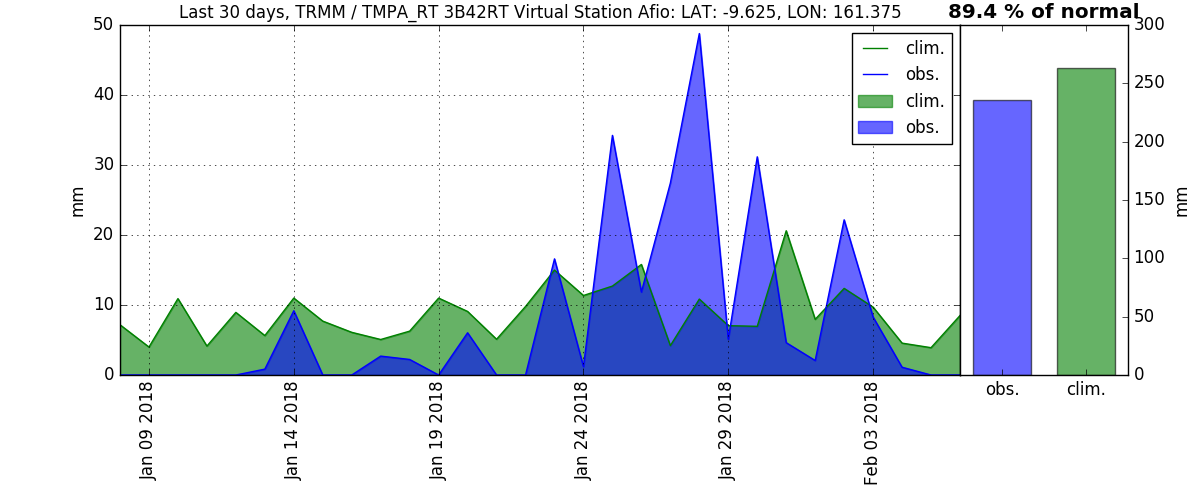 Last 30 days, TRMM / TMPA_RT 3B42RT Virtual Station Afio: LAT: -9.625, LON: 161.375
89.4 % of normal
50
40
30
20
10
0
mm
clim.
obs.
clim.
obs.
300
250
200
150
100
50
0
mm
obs.
clim.
Jan 09 2018
Jan 14 2018
Jan 19 2018
Jan 24 2018
Jan 29 2018
Feb 03 2018